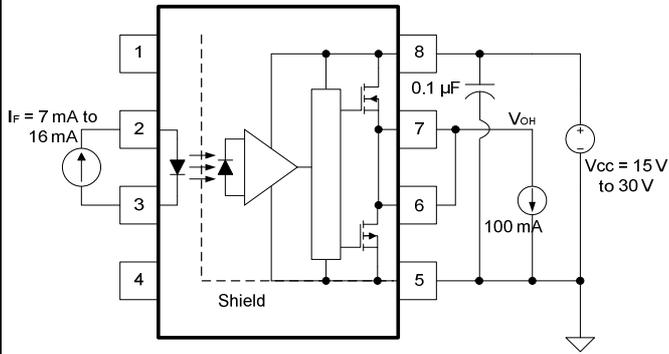 1
8
0.1 µF
IF = 7 mA to
16 mA
2
7
VOH
+
−
VCC = 15 V
to 30 V
3
6
100 mA
4
5
Shield